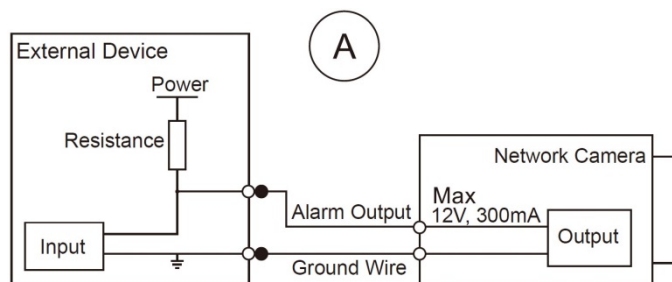 A
External Device
Power
Resistance
Network Camera
Max
12V, 300mA
Alarm Output
Input
Output
Ground Wire